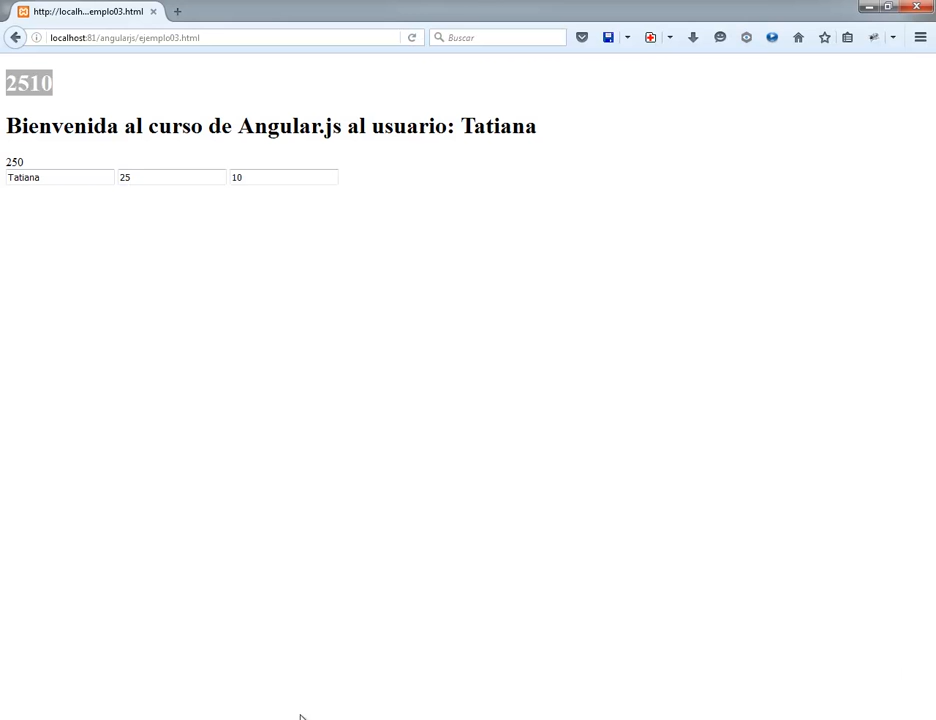 http://localh...emplo03.html
localhost:81/angularjs/ejemplo03.html
Buscar
2510
Bienvenida al curso de Angular.js al usuario: Tatiana
250
Tatiana 25 10